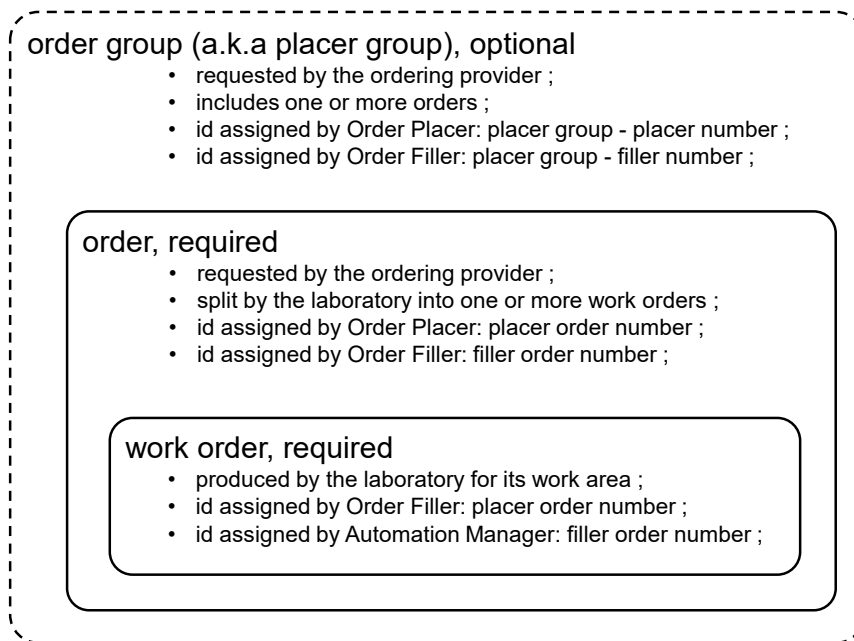 order group (a.k.a placer group), optional
• requested by the ordering provider ;
• includes one or more orders ;
• id assigned by Order Placer: placer group - placer number ;
• id assigned by Order Filler: placer group - filler number ;
order, required
• requested by the ordering provider ;
• split by the laboratory into one or more work orders ;
• id assigned by Order Placer: placer order number ;
• id assigned by Order Filler: filler order number ;
work order, required
• produced by the laboratory for its work area ;
• id assigned by Order Filler: placer order number ;
• id assigned by Automation Manager: filler order number ;